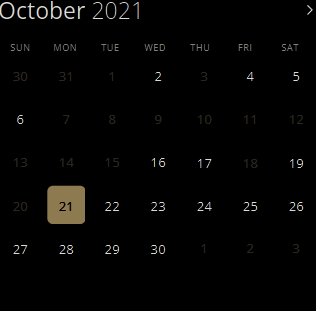 October 2021
SUN MON TUE WED THU FRI SAT
30 31 1 2 3 4 5
6 7 8 9 10 11 12
13 14 15 16 17 18 19
20 21 22 23 24 25 26
27 28 29 30 1 2 3